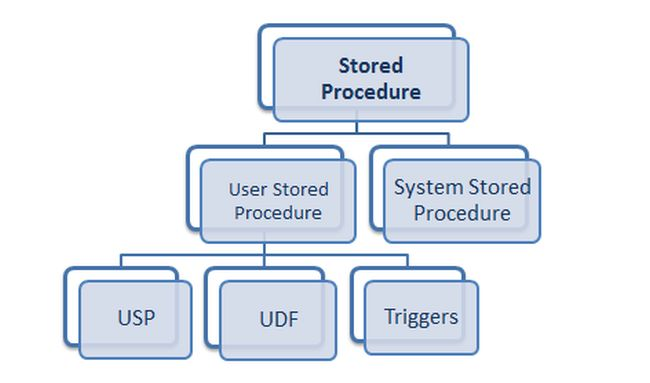 Stored
Procedure
User Stored
Procedure
System Stored
Procedure
USP
UDF
Triggers